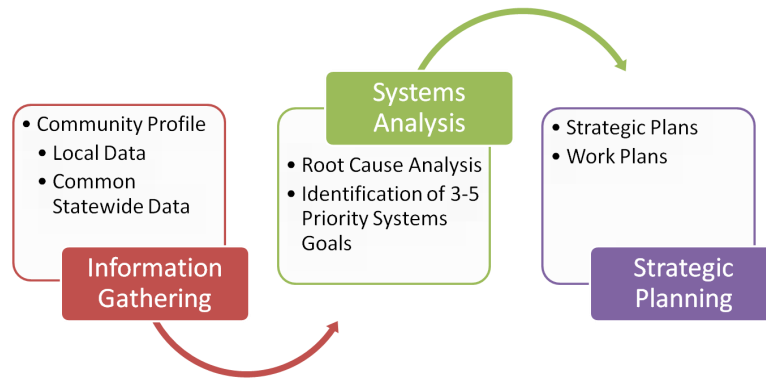 • Community Profile
• Local Data
• Common
Statewide Data
Information
Gathering
Systems
Analysis
• Root Cause Analysis
• Identification of 3-5
Priority Systems
Goals
• Strategic Plans
• Work Plans
Strategic
Planning